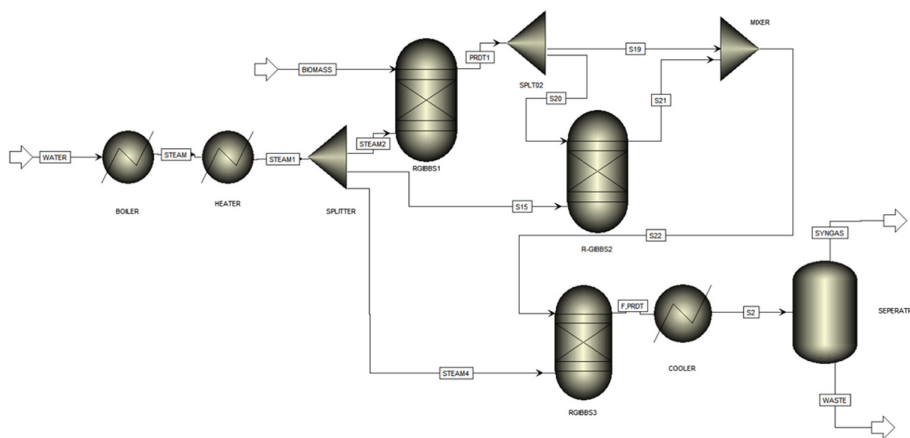 MIXER
PRDT1
S19
BIOMASS
SPLT02
S20
S21
STEAM2
WATER
STEAM
STEAM1
RGIBBS1
BOILER
HEATER
SPLITTER
S15
R-GIBBS2
S22
SYNGAS
F,PRDT
S2
SEPERATR
COOLER
STEAM4
RGIBBS3
WASTE